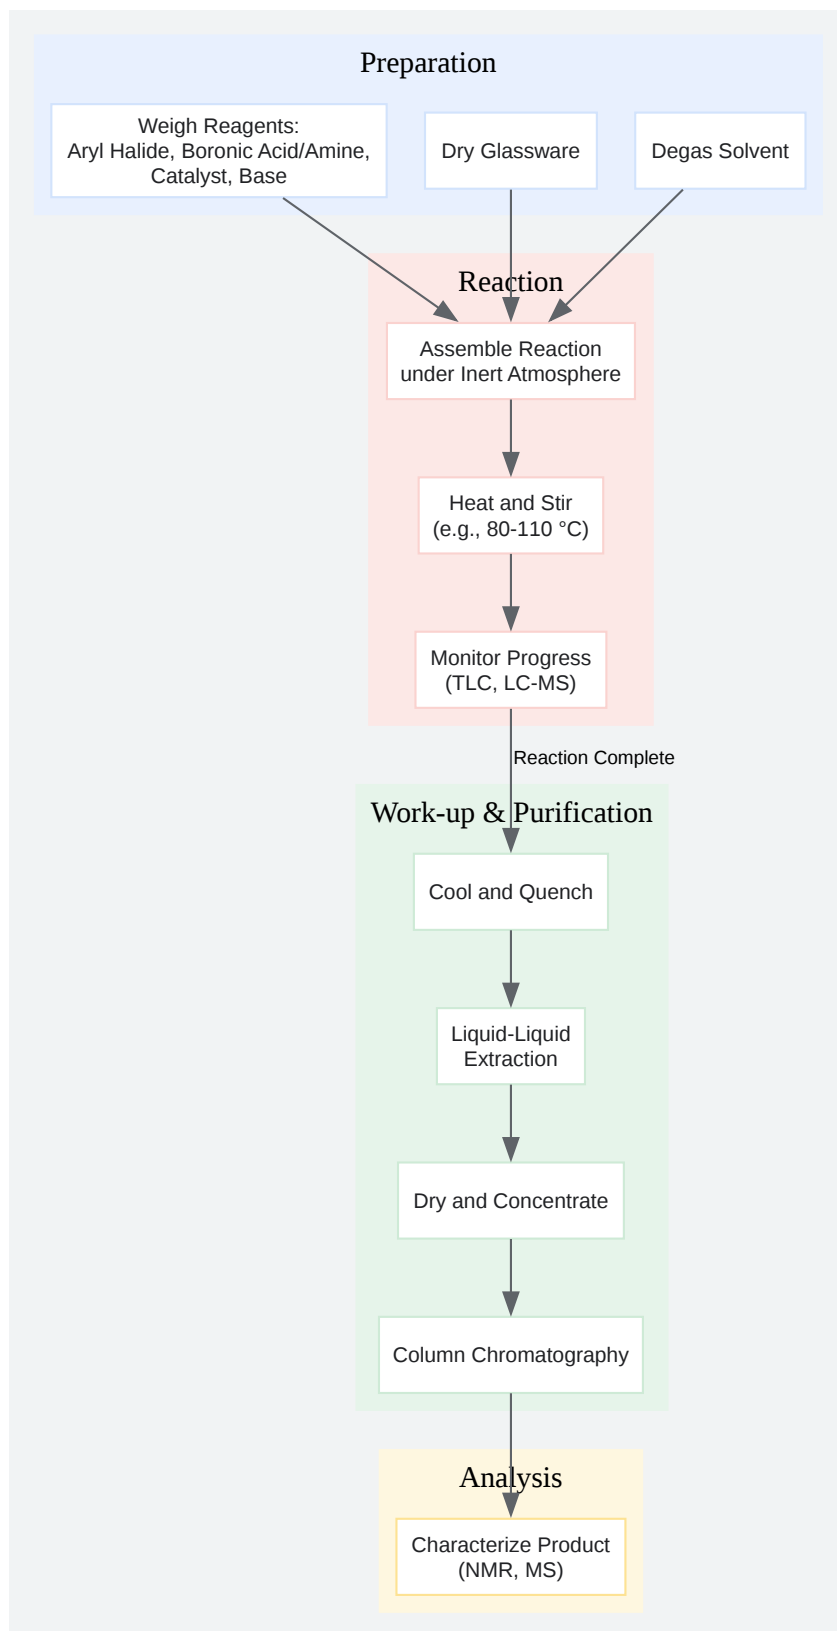 Preparation
Weigh Reagents:
Aryl Halide, Boronic Acid/Amine,
Catalyst, Base
Dry Glassware
Degas Solvent
Reaction
Assemble Reaction
under Inert Atmosphere
Heat and Stir
(e.g., 80-110 °C)
Monitor Progress
(TLC, LC-MS)
Reaction Complete
Work-up & Purification
Cool and Quench
Liquid-Liquid
Extraction
Dry and Concentrate
Column Chromatography
Analysis
Characterize Product
(NMR, MS)